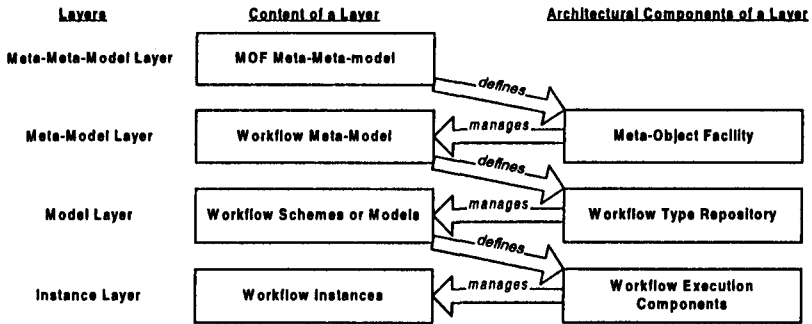 Layers Content of a Layer Architectural Components of a Layer
Meta-Meta-Model Layer MOF Meta-Meta-model
defines
Meta-Model Layer Workflow Meta-Model manages Meta-Object Facility
defines
Model Layer Workflow Schemes or Models manages Workflow Type Repository
defines
Instance Layer Workflow Instances manages Workflow Execution
Components